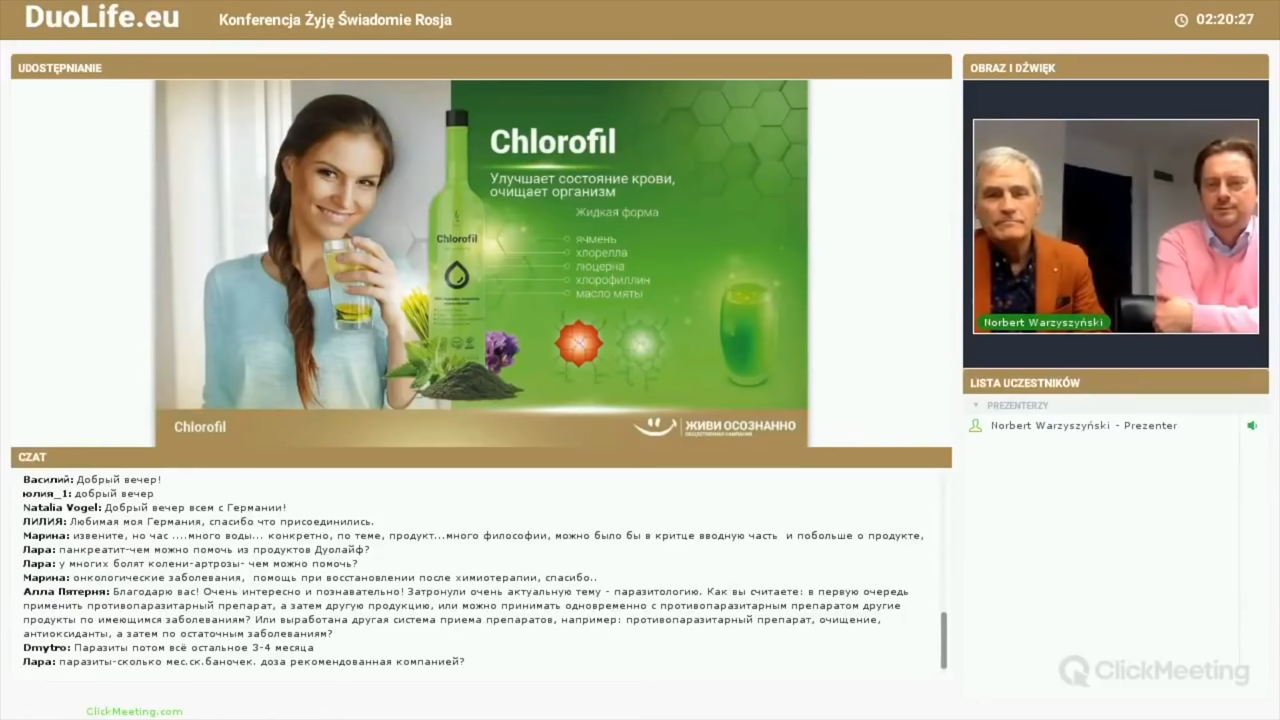 DuoLife.eu
Konferencja Żyję Świadomie Rosja
02:20:27
UDOSTĘPNIANIE
Chlorofil
Улучшает состояние крови,
очищает организм
Жидкая форма
ячмень
хлорелла
люцерна
хлорофиллин
масло мяты
Chlorofil
Chlorofil
ЖИВИ ОСОЗНАННО
OBRAZ I DŹWIĘK
Norbert Warzyszyński
LISTA UCZESTNIKÓW
PREZENTERZY
Norbert Warzyszyński - Prezenter
CZAT
Василий: Добрый вечер!
юлия_1: добрый вечер
Natalia Vogel: Добрый вечер всем с Германии!
ЛИЛИЯ: Любимая моя Германия, спасибо что присоединились.
Марина: извените, но час ....много воды... конкретно, по теме, продукт...много философии, можно было бы в критце вводную часть и побольше о продукте,
Лара: панкреатит-чем можно помочь из продуктов Дуолайф?
Лара: у многих болят колени-артрозы- чем можно помочь?
Марина: онкологические заболевания, помощь при восстановлении после химиотерапии, спасибо..
Алла Пятерня: Благодарю вас! Очень интересно и познавательно! Затронули очень актуальную тему - паразитологию. Как вы считаете: в первую очередь
применить противопаразитарный препарат, а затем другую продукцию, или можно принимать одновременно с противопаразитарным препаратом другие
продукты по имеющимся заболеваниям? Или выработана другая система приема препаратов, например: противопаразитарный препарат, очищение,
антиоксиданты, а затем по остаточным заболеваниям?
Dmytro: Паразиты потом всё остальное 3-4 месяца
Лара: паразиты-сколько мес.ск.баночек. доза рекомендованная компанией?
ClickMeeting
ClickMeeting.com